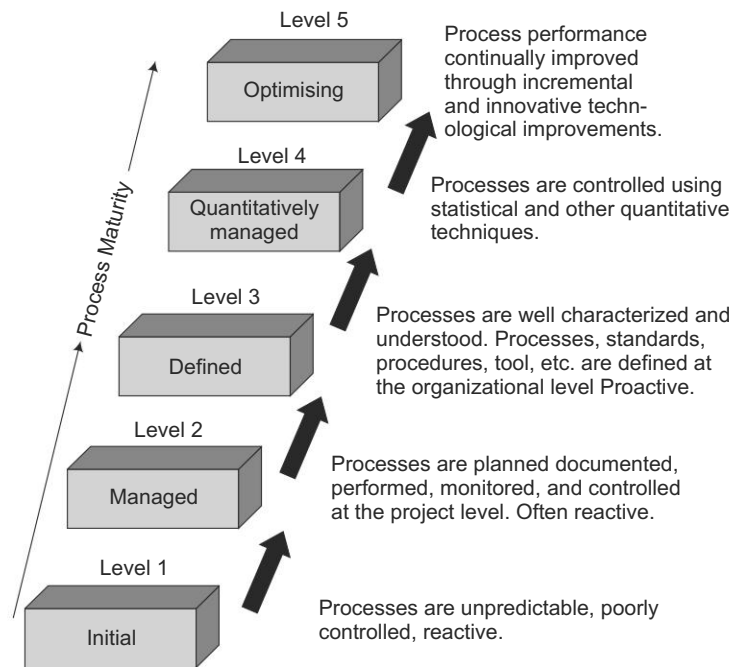 Level 5
Optimising
Process performance
continually improved
through incremental
and innovative techn-
ological improvements.
Level 4
Quantitatively
managed
Processes are controlled using
statistical and other quantitative
techniques.
Process Maturity
Level 3
Defined
Processes are well characterized and
understood. Processes, standards,
procedures, tool, etc. are defined at
the organizational level Proactive.
Level 2
Managed
Processes are planned documented,
performed, monitored, and controlled
at the project level. Often reactive.
Level 1
Initial
Processes are unpredictable, poorly
controlled, reactive.